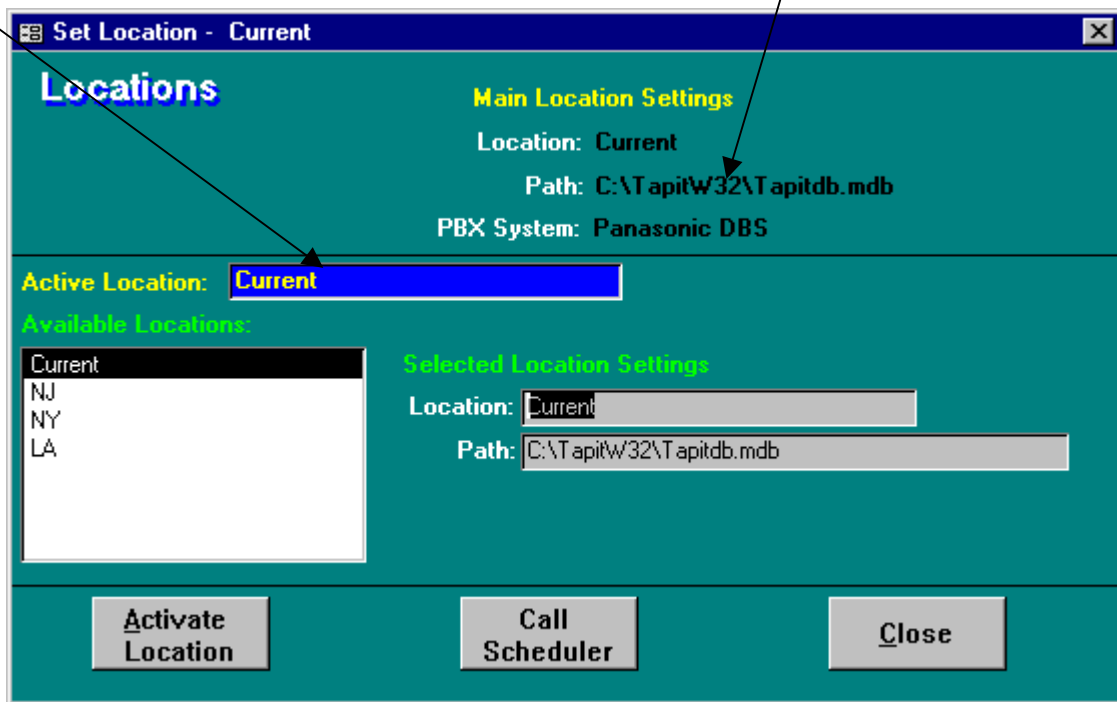 Set Location -  Current
Locations
Main Location Settings
Location: Current
Path: C:\TapitW32\Tapitdb.mdb
PBX System: Panasonic DBS
Active Location: Current
Available Locations:
Current
NJ
NY
LA
Selected Location Settings
Location: Current
Path: C:\TapitW32\Tapitdb.mdb
Activate
Location
Call
Scheduler
Close